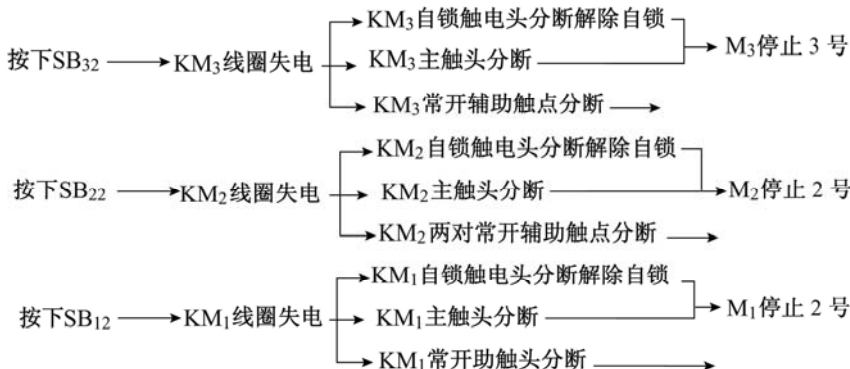 KM₃自锁触电头分断解除自锁
按下SB₃₂ KM₃线圈失电 KM₃主触头分断 M₃停止 3 号
KM₃常开辅助触点分断
KM₂自锁触电头分断解除自锁
按下SB₂₂ KM₂线圈失电 KM₂主触头分断 M₂停止 2 号
KM₂两对常开辅助触点分断
KM₁自锁触电头分断解除自锁
按下SB₁₂ KM₁线圈失电 KM₁主触头分断 M₁停止 2 号
KM₁常开助触头分断